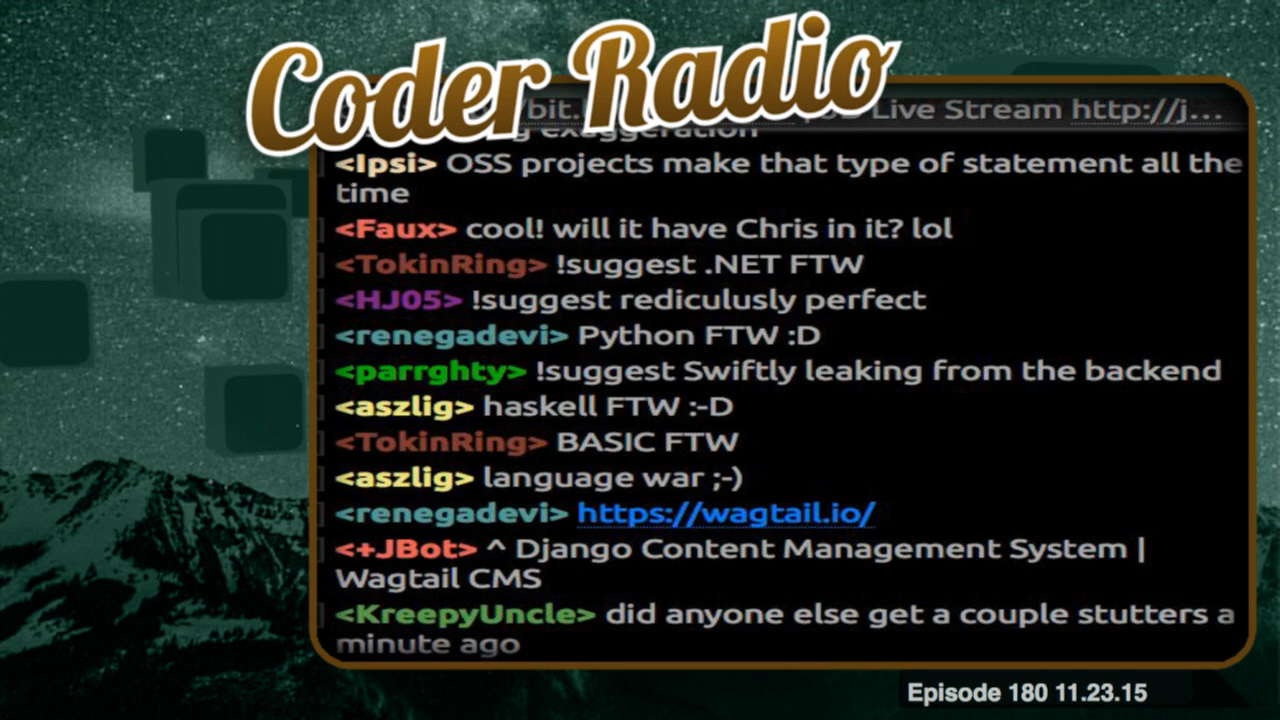 Coder Radio
/bit.l
Live Stream http://j...
exaggeration
<Ipsi> OSS projects make that type of statement all the
time
<Faux> cool! will it have Chris in it? lol
<TokinRing> !suggest .NET FTW
<HJ05> !suggest rediculusly perfect
<renegadevi> Python FTW :D
<parrghty> !suggest Swiftly leaking from the backend
<aszlig> haskell FTW :-D
<TokinRing> BASIC FTW
<aszlig> language war ;-)
<renegadevi> https://wagtail.io/
<+JBot> ^ Django Content Management System |
Wagtail CMS
<KreepyUncle> did anyone else get a couple stutters a
minute ago
Episode 180 11.23.15